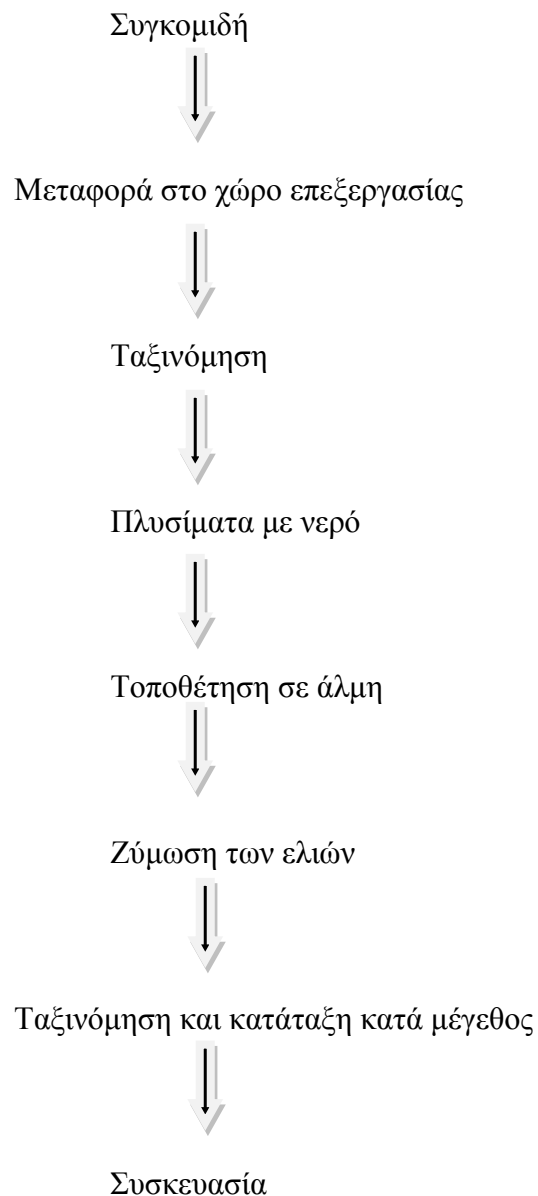 Συγκομιδή
Μεταφορά στο χώρο επεξεργασίας
Ταξινόμηση
Πλυσίματα με νερό
Τοποθέτηση σε άλμη
Ζύμωση των ελιών
Ταξινόμηση και κατάταξη κατά μέγεθος
Συσκευασία